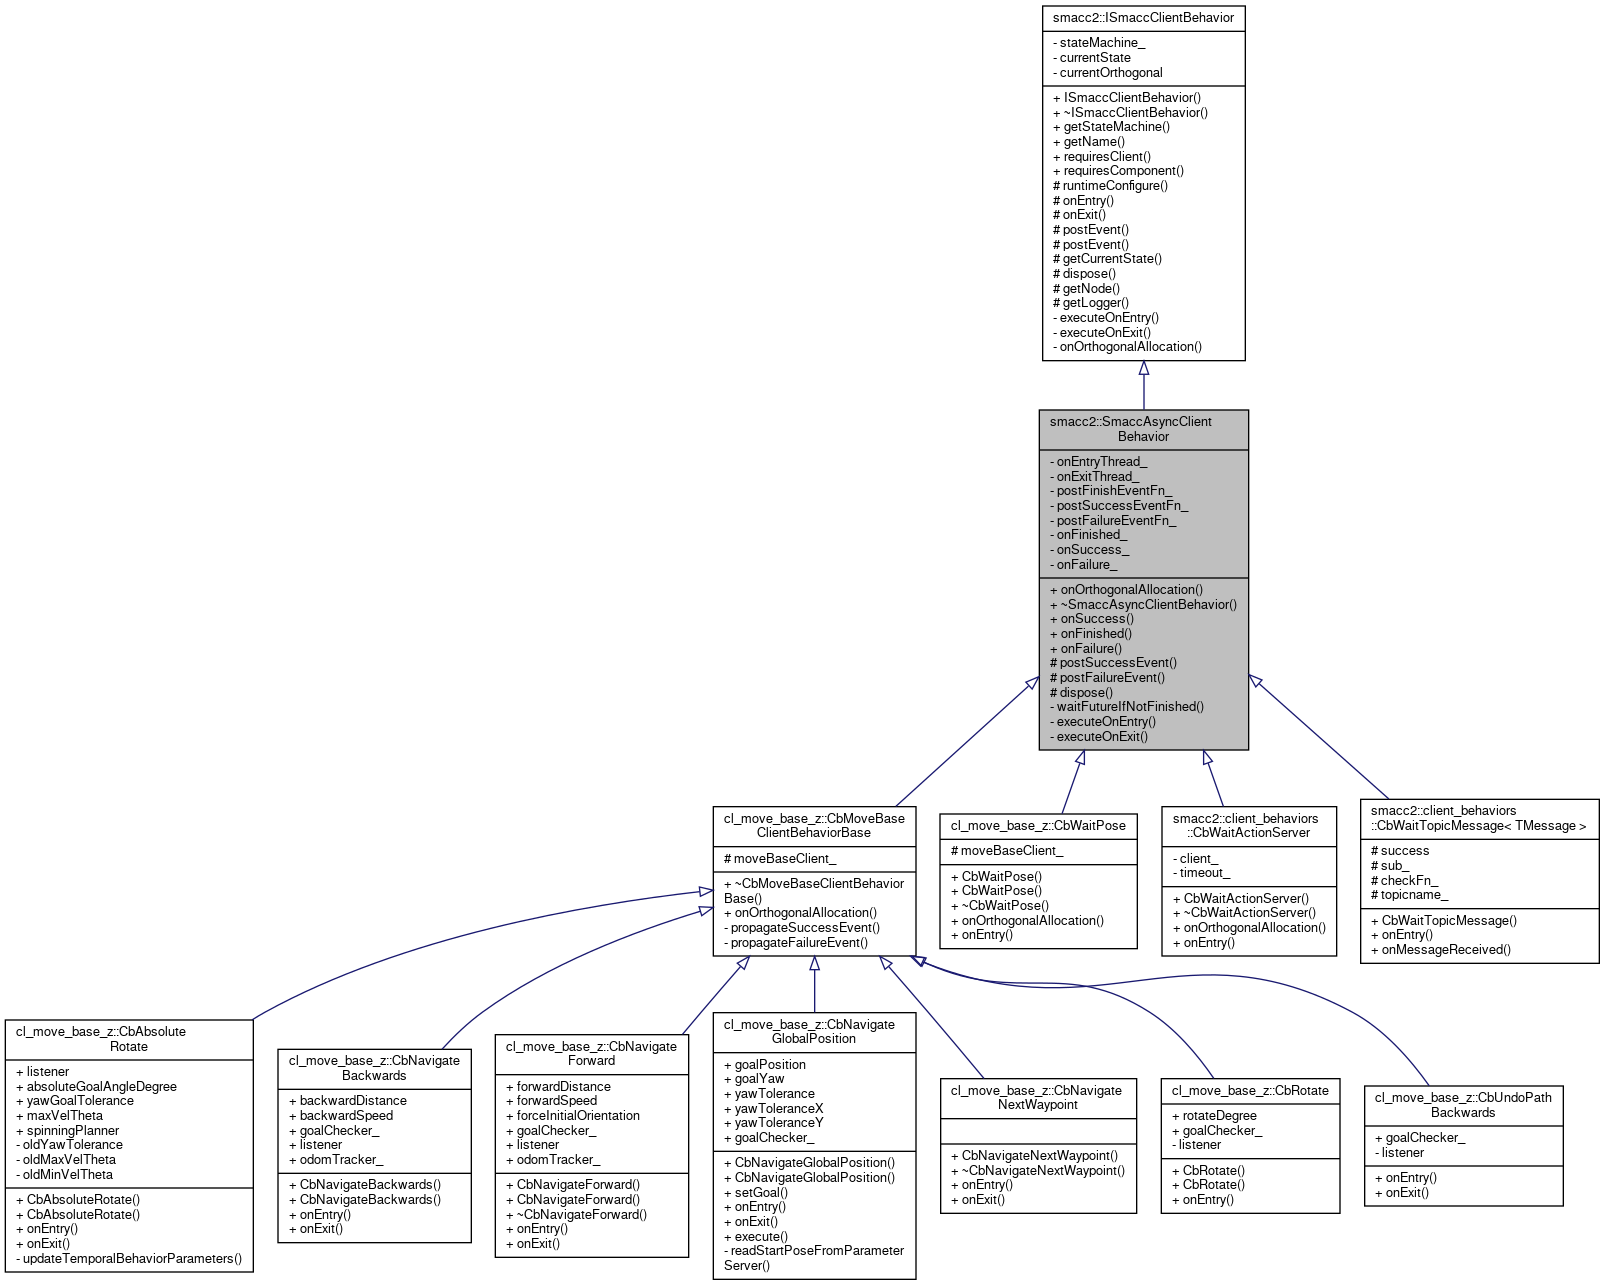 smacc2::ISmaccClientBehavior
- stateMachine_
- currentState
- currentOrthogonal
+ ISmaccClientBehavior()
+ ~ISmaccClientBehavior()
+ getStateMachine()
+ getName()
+ requiresClient()
+ requiresComponent()
# runtimeConfigure()
# onEntry()
# onExit()
# postEvent()
# postEvent()
# getCurrentState()
# dispose()
# getNode()
# getLogger()
- executeOnEntry()
- executeOnExit()
- onOrthogonalAllocation()
smacc2::SmaccAsyncClient
Behavior
- onEntryThread_
- onExitThread_
- postFinishEventFn_
- postSuccessEventFn_
- postFailureEventFn_
- onFinished_
- onSuccess_
- onFailure_
+ onOrthogonalAllocation()
+ ~SmaccAsyncClientBehavior()
+ onSuccess()
+ onFinished()
+ onFailure()
# postSuccessEvent()
# postFailureEvent()
# dispose()
- waitFutureIfNotFinished()
- executeOnEntry()
- executeOnExit()
cl_move_base_z::CbMoveBase
ClientBehaviorBase
# moveBaseClient_
+ ~CbMoveBaseClientBehavior
Base()
+ onOrthogonalAllocation()
- propagateSuccessEvent()
- propagateFailureEvent()
cl_move_base_z::CbWaitPose
# moveBaseClient_
+ CbWaitPose()
+ CbWaitPose()
+ ~CbWaitPose()
+ onOrthogonalAllocation()
+ onEntry()
smacc2::client_behaviors
::CbWaitActionServer
- client_
- timeout_
+ CbWaitActionServer()
+ ~CbWaitActionServer()
+ onOrthogonalAllocation()
+ onEntry()
smacc2::client_behaviors
::CbWaitTopicMessage< TMessage >
# success
# sub_
# checkFn_
# topicname_
+ CbWaitTopicMessage()
+ onEntry()
+ onMessageReceived()
cl_move_base_z::CbAbsolute
Rotate
+ listener
+ absoluteGoalAngleDegree
+ yawGoalTolerance
+ maxVelTheta
+ spinningPlanner
- oldYawTolerance
- oldMaxVelTheta
- oldMinVelTheta
+ CbAbsoluteRotate()
+ CbAbsoluteRotate()
+ onEntry()
+ onExit()
- updateTemporalBehaviorParameters()
cl_move_base_z::CbNavigate
Backwards
+ backwardDistance
+ backwardSpeed
+ goalChecker_
+ listener
+ odomTracker_
+ CbNavigateBackwards()
+ CbNavigateBackwards()
+ onEntry()
+ onExit()
cl_move_base_z::CbNavigate
Forward
+ forwardDistance
+ forwardSpeed
+ forceInitialOrientation
+ goalChecker_
+ listener
+ odomTracker_
+ CbNavigateForward()
+ CbNavigateForward()
+ ~CbNavigateForward()
+ onEntry()
+ onExit()
cl_move_base_z::CbNavigate
GlobalPosition
+ goalPosition
+ goalYaw
+ yawTolerance
+ yawToleranceX
+ yawToleranceY
+ goalChecker_
+ CbNavigateGlobalPosition()
+ CbNavigateGlobalPosition()
+ setGoal()
+ onEntry()
+ onExit()
+ execute()
- readStartPoseFromParameter
Server()
cl_move_base_z::CbNavigate
NextWaypoint
+ CbNavigateNextWaypoint()
+ ~CbNavigateNextWaypoint()
+ onEntry()
+ onExit()
cl_move_base_z::CbRotate
+ rotateDegree
+ goalChecker_
- listener
+ CbRotate()
+ CbRotate()
+ onEntry()
cl_move_base_z::CbUndoPath
Backwards
+ goalChecker_
- listener
+ onEntry()
+ onExit()